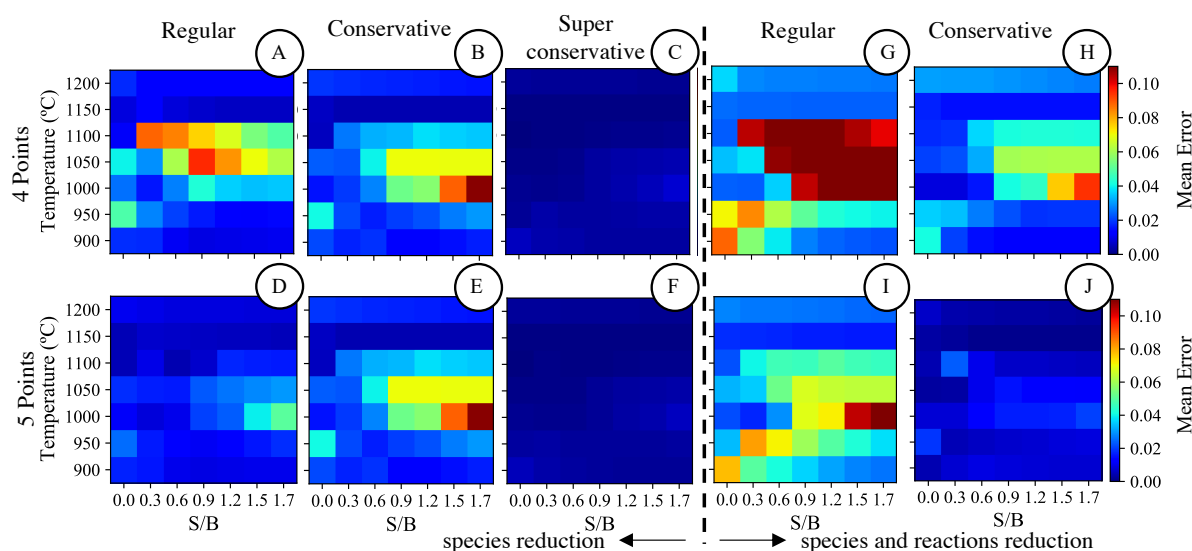 Regular
Conservative
Super
conservative
Regular
Conservative
A
B
C
G
H
4 Points
Temperature (ºC)
1200
1150
1100
1050
1000
950
900
0.10
0.08
0.06
0.04
0.02
0.00
Mean Error
D
E
F
I
J
5 Points
Temperature (ºC)
1200
1150
1100
1050
1000
950
900
0.10
0.08
0.06
0.04
0.02
0.00
Mean Error
0.0 0.3 0.6 0.9 1.2 1.5 1.7
0.0 0.3 0.6 0.9 1.2 1.5 1.7
0.0 0.3 0.6 0.9 1.2 1.5 1.7
0.0 0.3 0.6 0.9 1.2 1.5 1.7
0.0 0.3 0.6 0.9 1.2 1.5 1.7
S/B
S/B
S/B
S/B
S/B
species reduction
species and reactions reduction